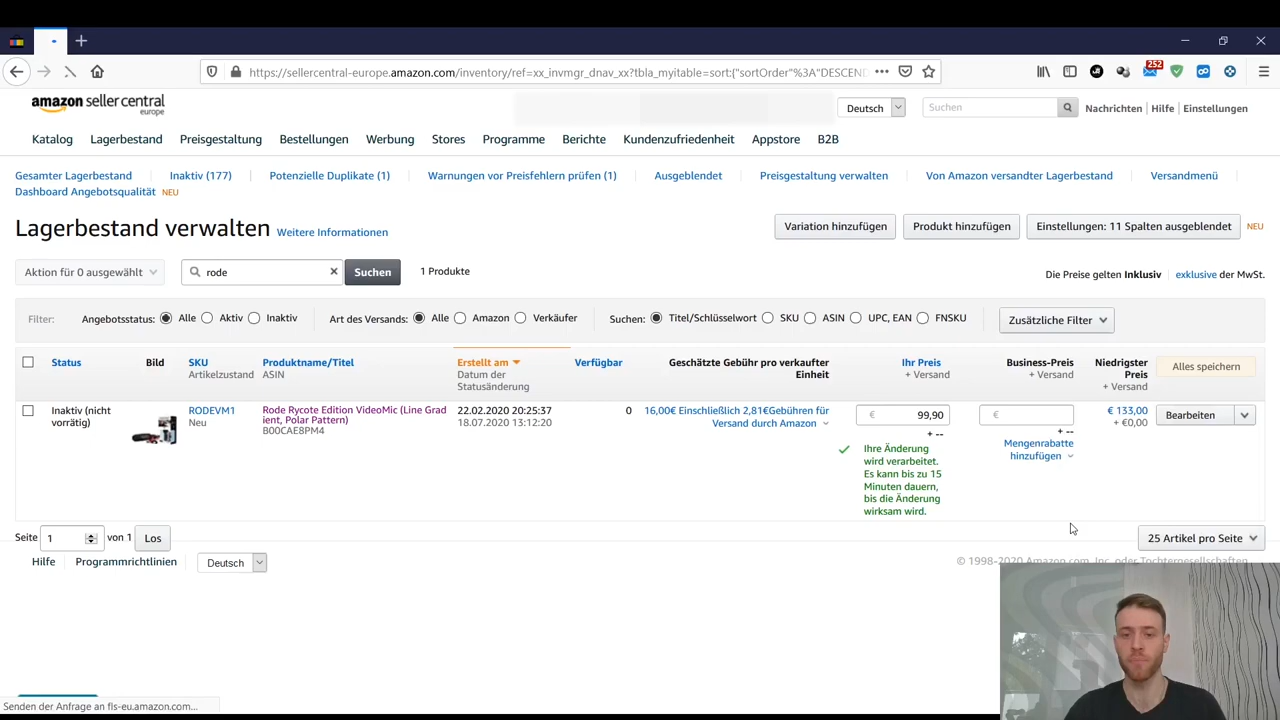 https://sellercentral-europe.amazon.com/inventory/ref=xx_invmgr_dnav_xx?tbla_myitable=sort:{"sortOrder"%3A"DESCEND
252
amazon seller central
europe
Deutsch
Suchen
Nachrichten | Hilfe | Einstellungen
Katalog Lagerbestand Preisgestaltung Bestellungen Werbung Stores Programme Berichte Kundenzufriedenheit Appstore B2B
Gesamter Lagerbestand Inaktiv (177) Potenzielle Duplikate (1) Warnungen vor Preisfehlern prüfen (1) Ausgeblendet Preisgestaltung verwalten Von Amazon versandter Lagerbestand Versandmenü
Dashboard Angebotsqualität NEU
Lagerbestand verwalten Weitere Informationen
Variation hinzufügen Produkt hinzufügen Einstellungen: 11 Spalten ausgeblendet NEU
Aktion für 0 ausgewählt rode Suchen 1 Produkte
Die Preise gelten Inklusiv | exklusive der MwSt.
Filter: Angebotsstatus: Alle Aktiv Inaktiv Art des Versands: Alle Amazon Verkäufer Suchen: Titel/Schlüsselwort SKU ASIN UPC, EAN FNSKU Zusätzliche Filter
Status
Bild
SKU
Artikelzustand
Produktname/Titel
ASIN
Erstellt am
Datum der
Statusänderung
Verfügbar
Geschätzte Gebühr pro verkaufter
Einheit
Ihr Preis
+ Versand
Business-Preis
+ Versand
Niedrigster
Preis
+ Versand
Alles speichern
Inaktiv (nicht
vorrätig)
RODEVM1
Neu
Rode Rycote Edition VideoMic (Line Grad
ient, Polar Pattern)
B00CAE8PM4
22.02.2020 20:25:37
18.07.2020 13:12:20
0
16,00€ Einschließlich 2,81€Gebühren für
Versand durch Amazon
€ 99,90
+ --
Ihre Änderung
wird verarbeitet.
Es kann bis zu 15
Minuten dauern,
bis die Änderung
wirksam wird.
€
+ --
Mengenrabatte
hinzufügen
€ 133,00
+ €0,00
Bearbeiten
Seite 1 von 1 Los
25 Artikel pro Seite
Hilfe Programmrichtlinien Deutsch
© 1998-2020 Amazon.com, Inc. oder Tochtergesellschaften
Senden der Anfrage an fls-eu.amazon.com...